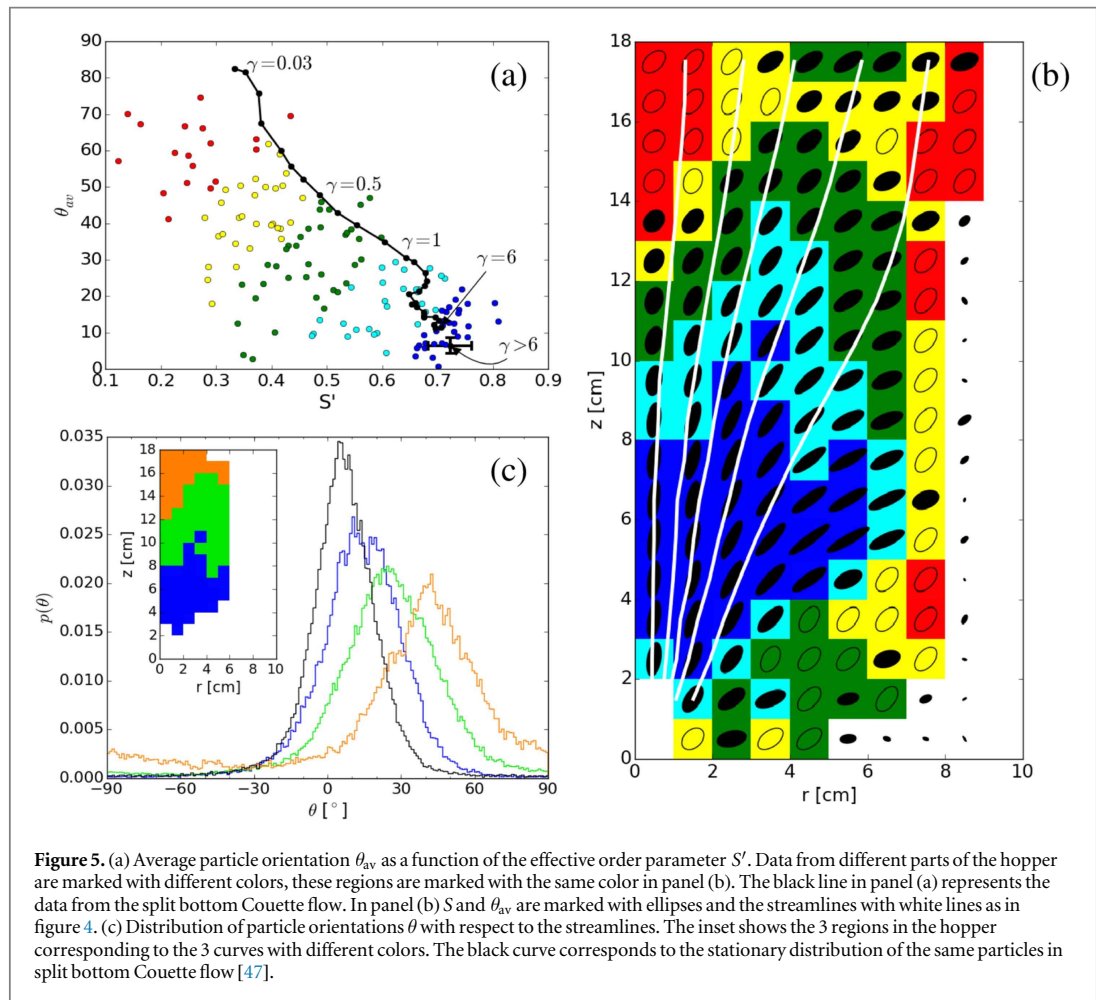 90
80
70
60
50
40
30
20
10
0
θav
(a)
γ=0.03
γ=0.5
γ=1
γ=6
γ>6
0.1 0.2 0.3 0.4 0.5 0.6 0.7 0.8 0.9
S'
18
16
14
12
10
8
6
4
2
0
z [cm]
(b)
0 2 4 6 8 10
r [cm]
0.035
0.030
0.025
0.020
0.015
0.010
0.005
0.000
p(θ)
(c)
18
16
14
12
10
8
6
4
2
0
z [cm]
0 2 4 6 8 10
r [cm]
−90 −60 −30 0 30 60 90
θ [°]
Figure 5. (a) Average particle orientation θav as a function of the effective order parameter S′. Data from different parts of the hopper
are marked with different colors, these regions are marked with the same color in panel (b). The black line in panel (a) represents the
data from the split bottom Couette flow. In panel (b) S and θav are marked with ellipses and the streamlines with white lines as in
figure 4. (c) Distribution of particle orientations θ with respect to the streamlines. The inset shows the 3 regions in the hopper
corresponding to the 3 curves with different colors. The black curve corresponds to the stationary distribution of the same particles in
split bottom Couette flow [47].